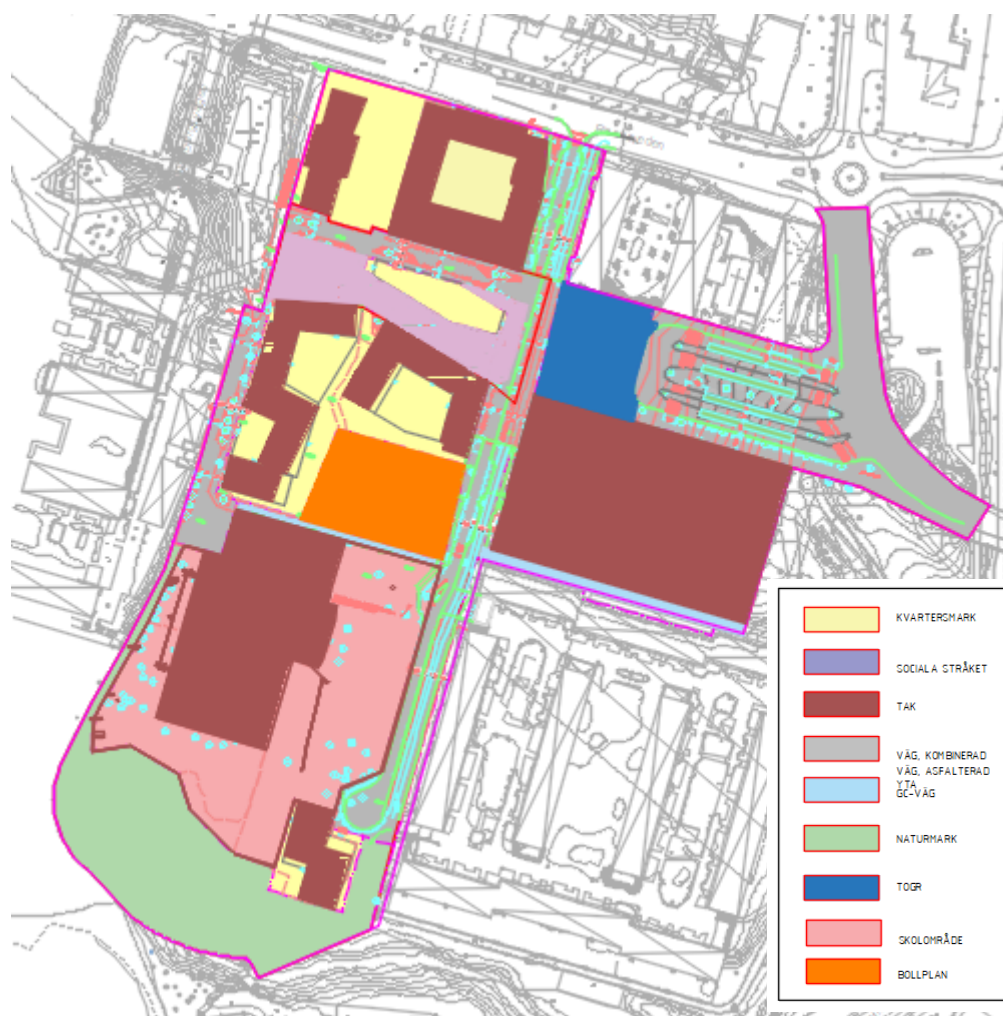 KVARTERSMARK
SOCIALA STRÅKET
TAK
VÄG, KOMBINERAD
VÄG, ASFALTERAD
YTA
GC-VÄG
NATURMARK
TOGR
SKOLOMRÅDE
BOLLPLAN